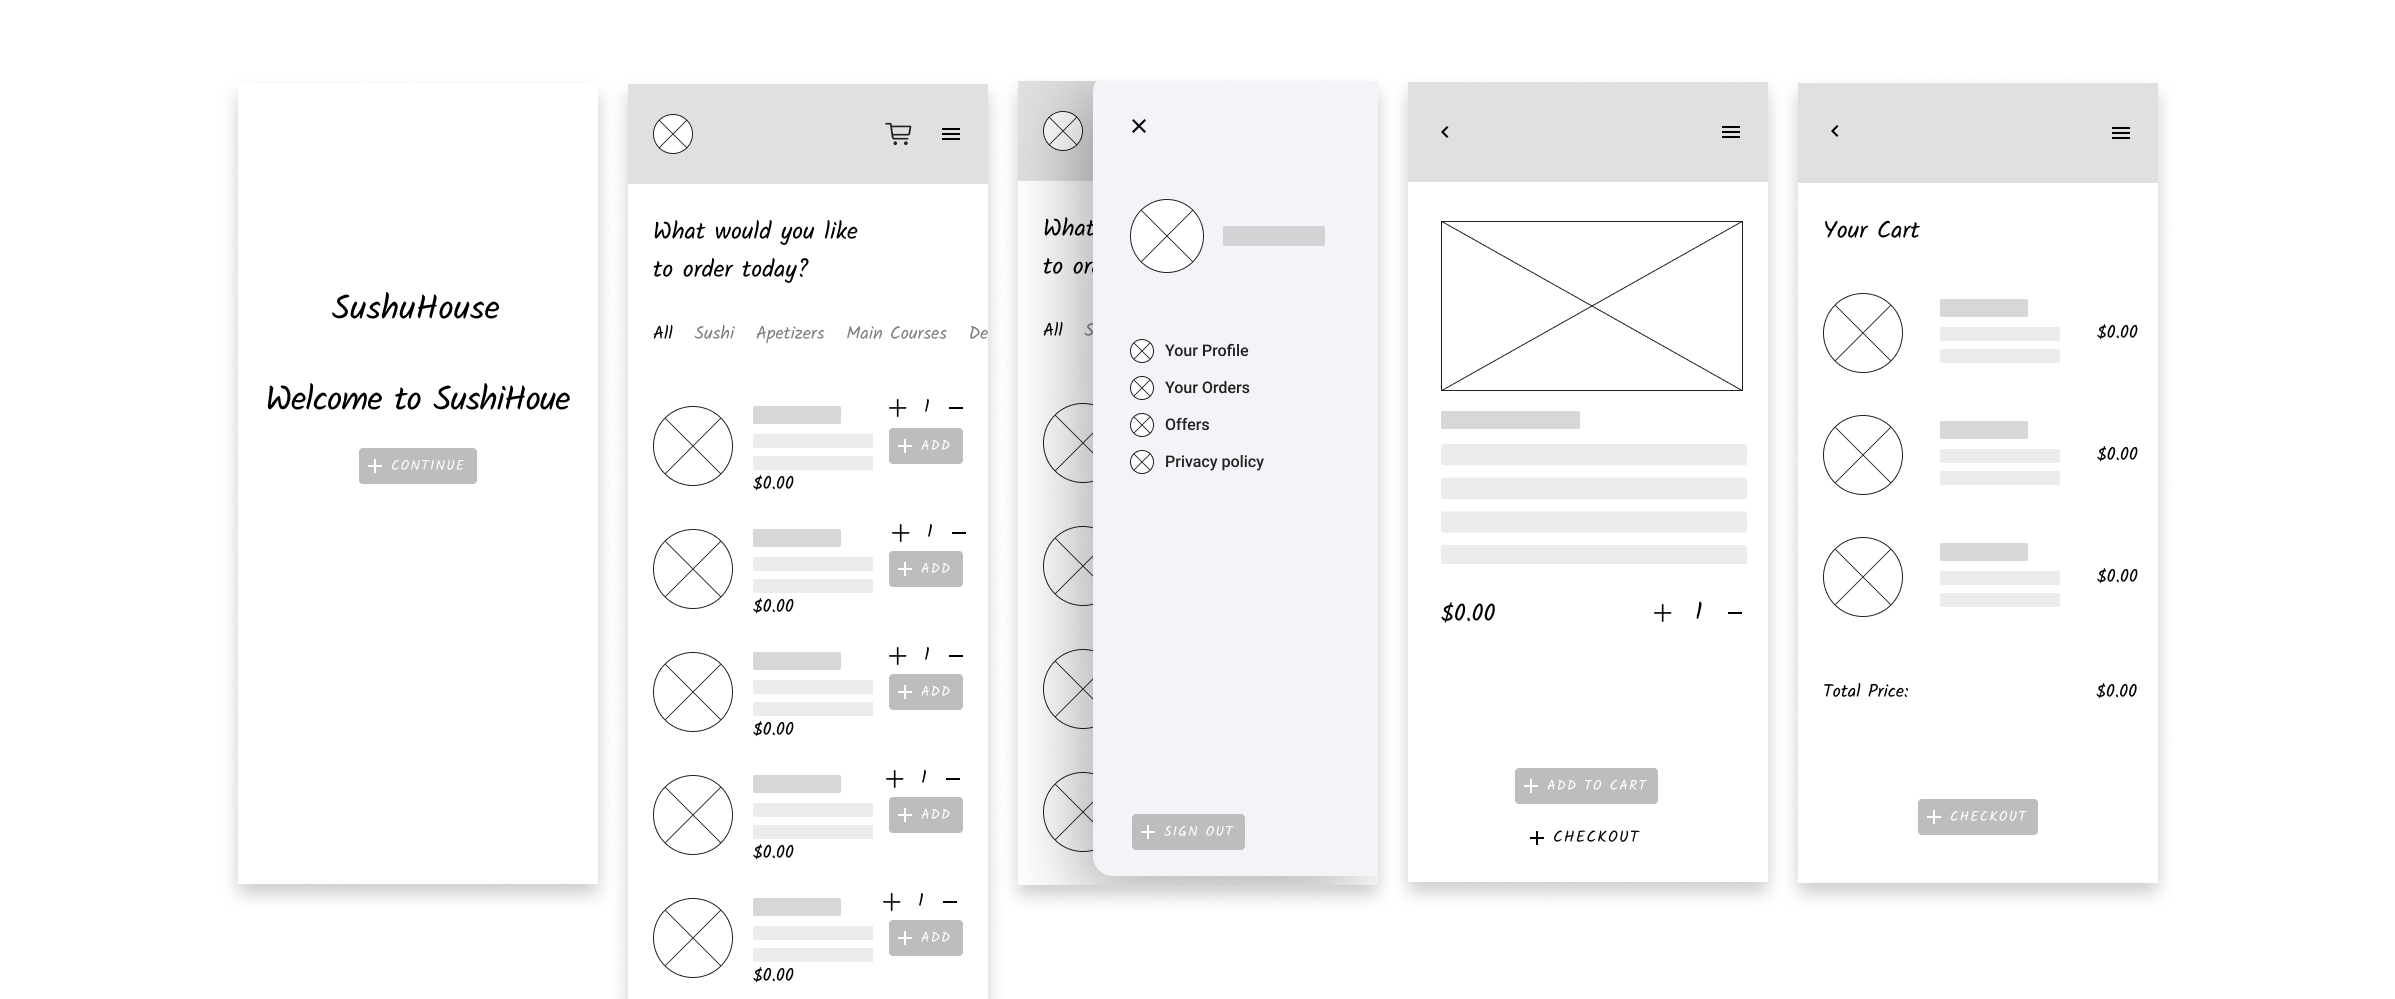 SushuHouse
Welcome to SushiHoue
CONTINUE
What would you like
to order today?
All Sushi Apetizers Main Courses De
+ 1 −
+ ADD
$0.00
+ 1 −
+ ADD
$0.00
+ 1 −
+ ADD
$0.00
+ 1 −
+ ADD
$0.00
+ 1 −
+ ADD
$0.00
What
to or
All S
Your Profile
Your Orders
Offers
Privacy policy
+ SIGN OUT
$0.00 + 1 −
+ ADD TO CART
+ CHECKOUT
Your Cart
$0.00
$0.00
$0.00
Total Price: $0.00
+ CHECKOUT